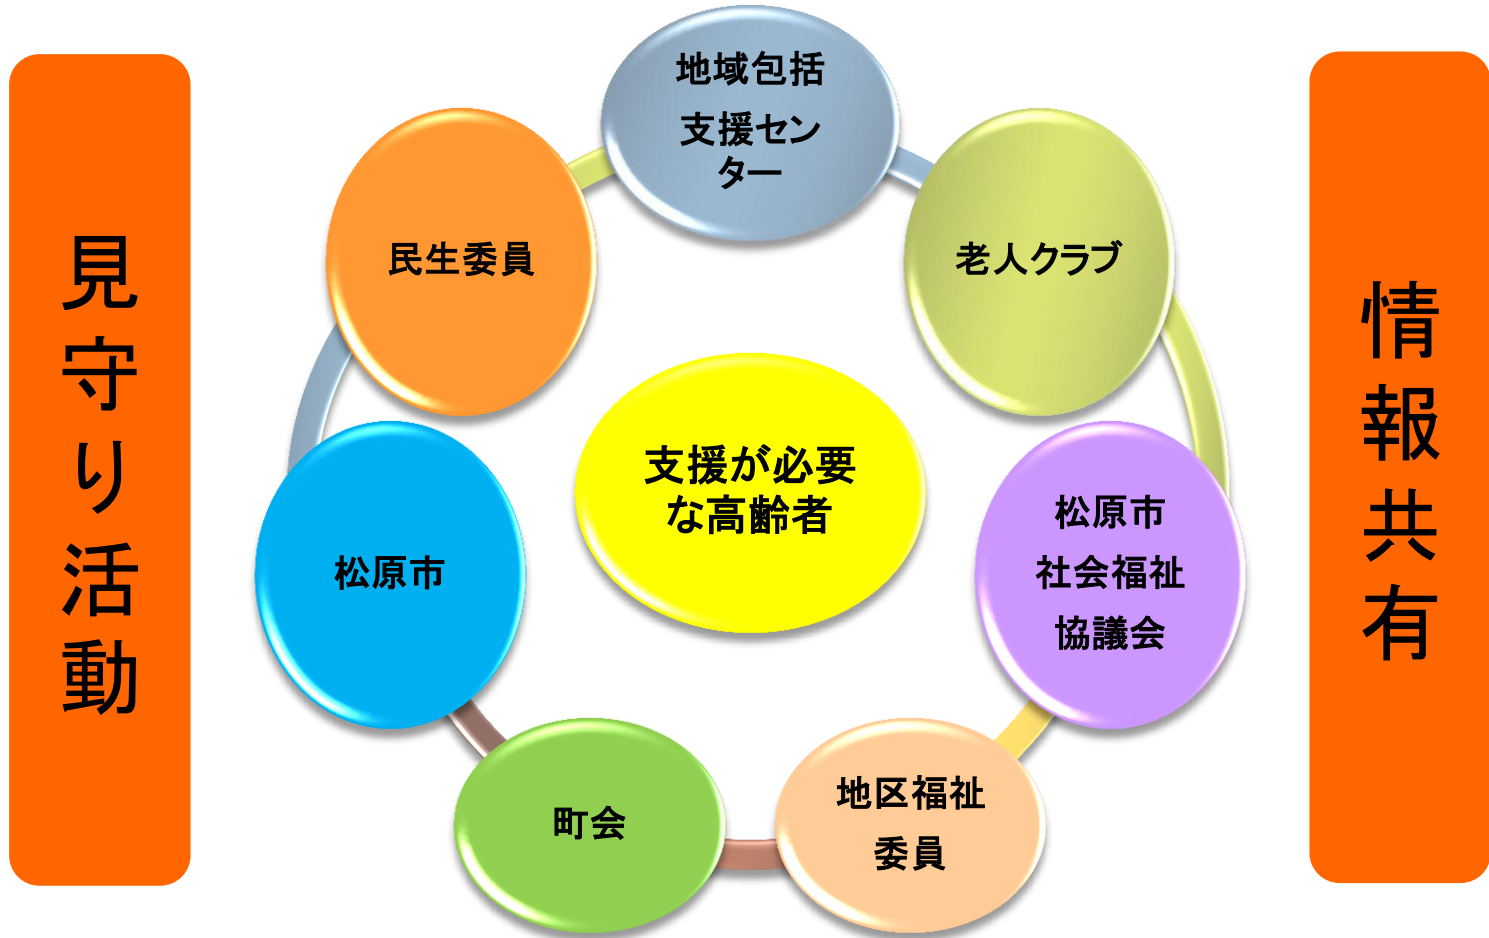 見守り活動
地域包括
支援セン
ター
民生委員
老人クラブ
支援が必要
な高齢者
松原市
松原市
社会福祉
協議会
町会
地区福祉
委員
情報共有